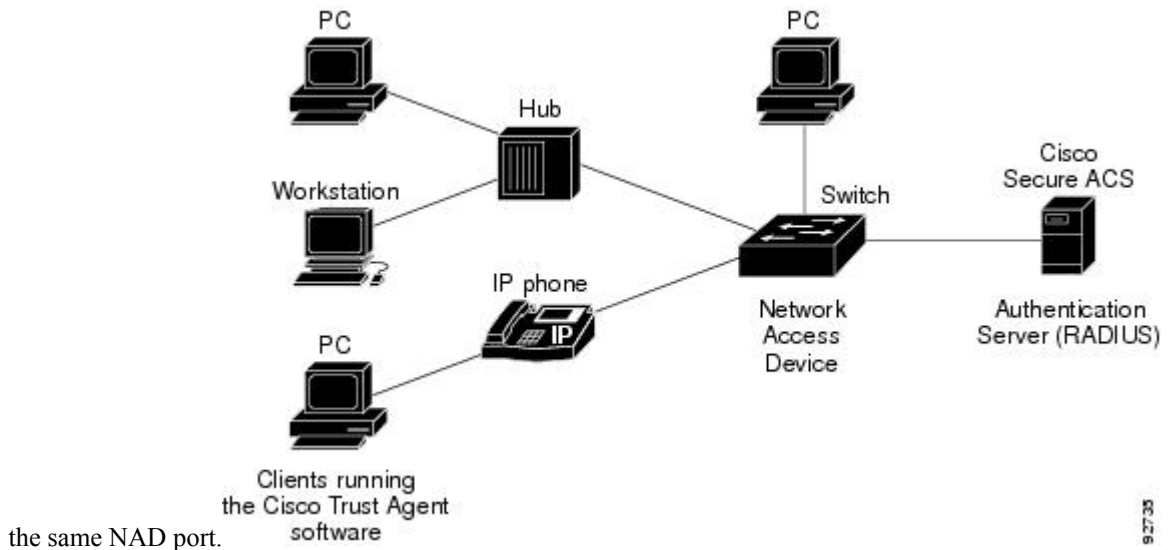 PC
PC
Hub
Cisco
Secure ACS
Workstation
Switch
IP phone
IP
Network
Access
Device
Authentication
Server (RADIUS)
PC
Clients running
the Cisco Trust Agent
software
the same NAD port.
92735